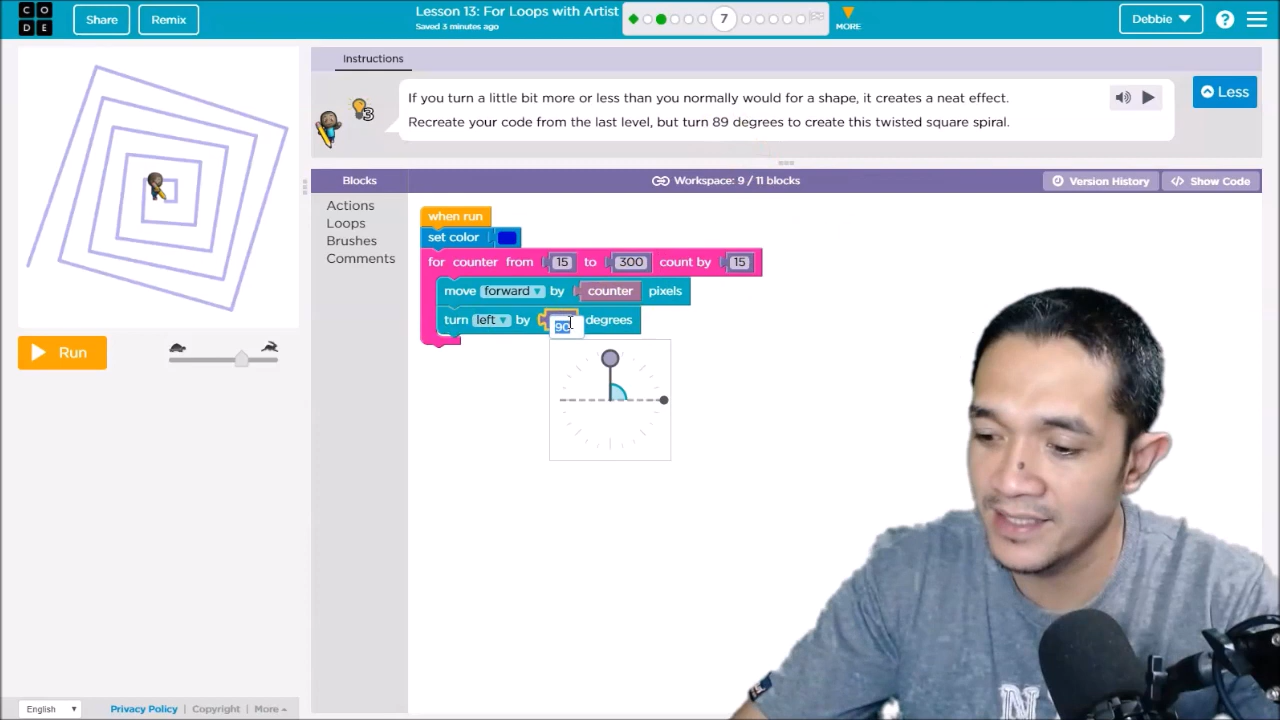 CODE
Share
Remix
Lesson 13: For Loops with Artist
Saved 3 minutes ago
7
MORE
Debbie
?
Instructions
3
If you turn a little bit more or less than you normally would for a shape, it creates a neat effect.
Recreate your code from the last level, but turn 89 degrees to create this twisted square spiral.
Less
Blocks
Workspace: 9 / 11 blocks
Version History
</> Show Code
Actions
Loops
Brushes
Comments
when run
set color
for counter from 15 to 300 count by 15
move forward by counter pixels
turn left by 90 degrees
Run
English
Privacy Policy | Copyright | More
N